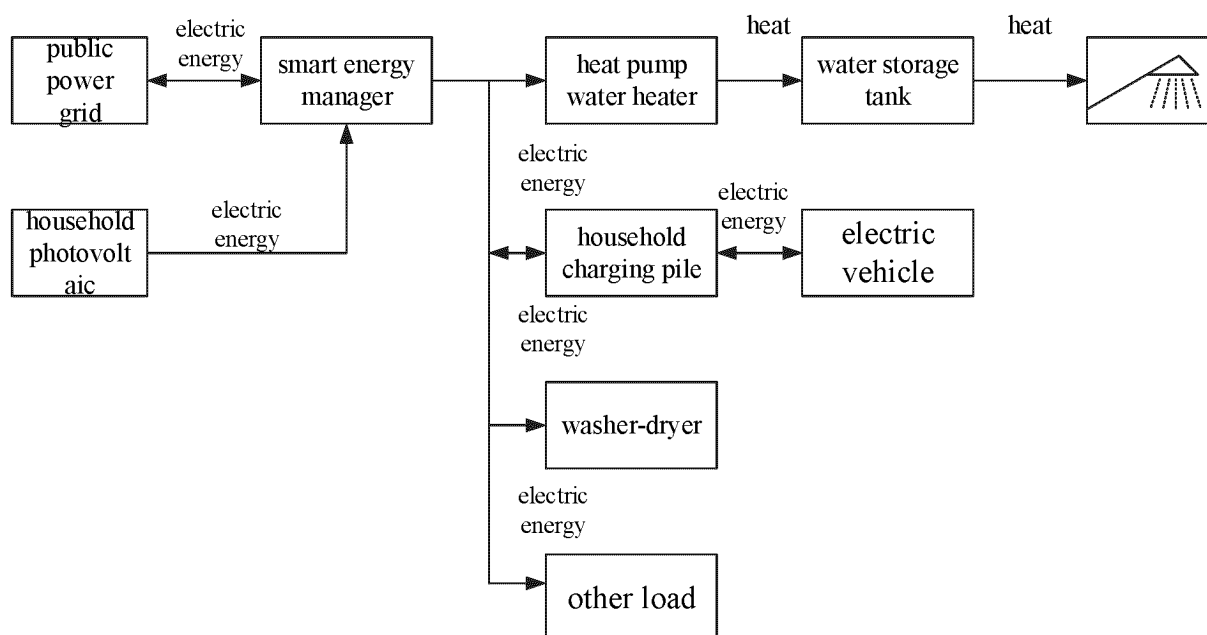 public
power
grid
electric
energy
smart energy
manager
heat pump
water heater
heat
water storage
tank
heat
household
photovolt
aic
electric
energy
electric
energy
household
charging pile
electric
energy
electric
vehicle
electric
energy
washer-dryer
electric
energy
other load